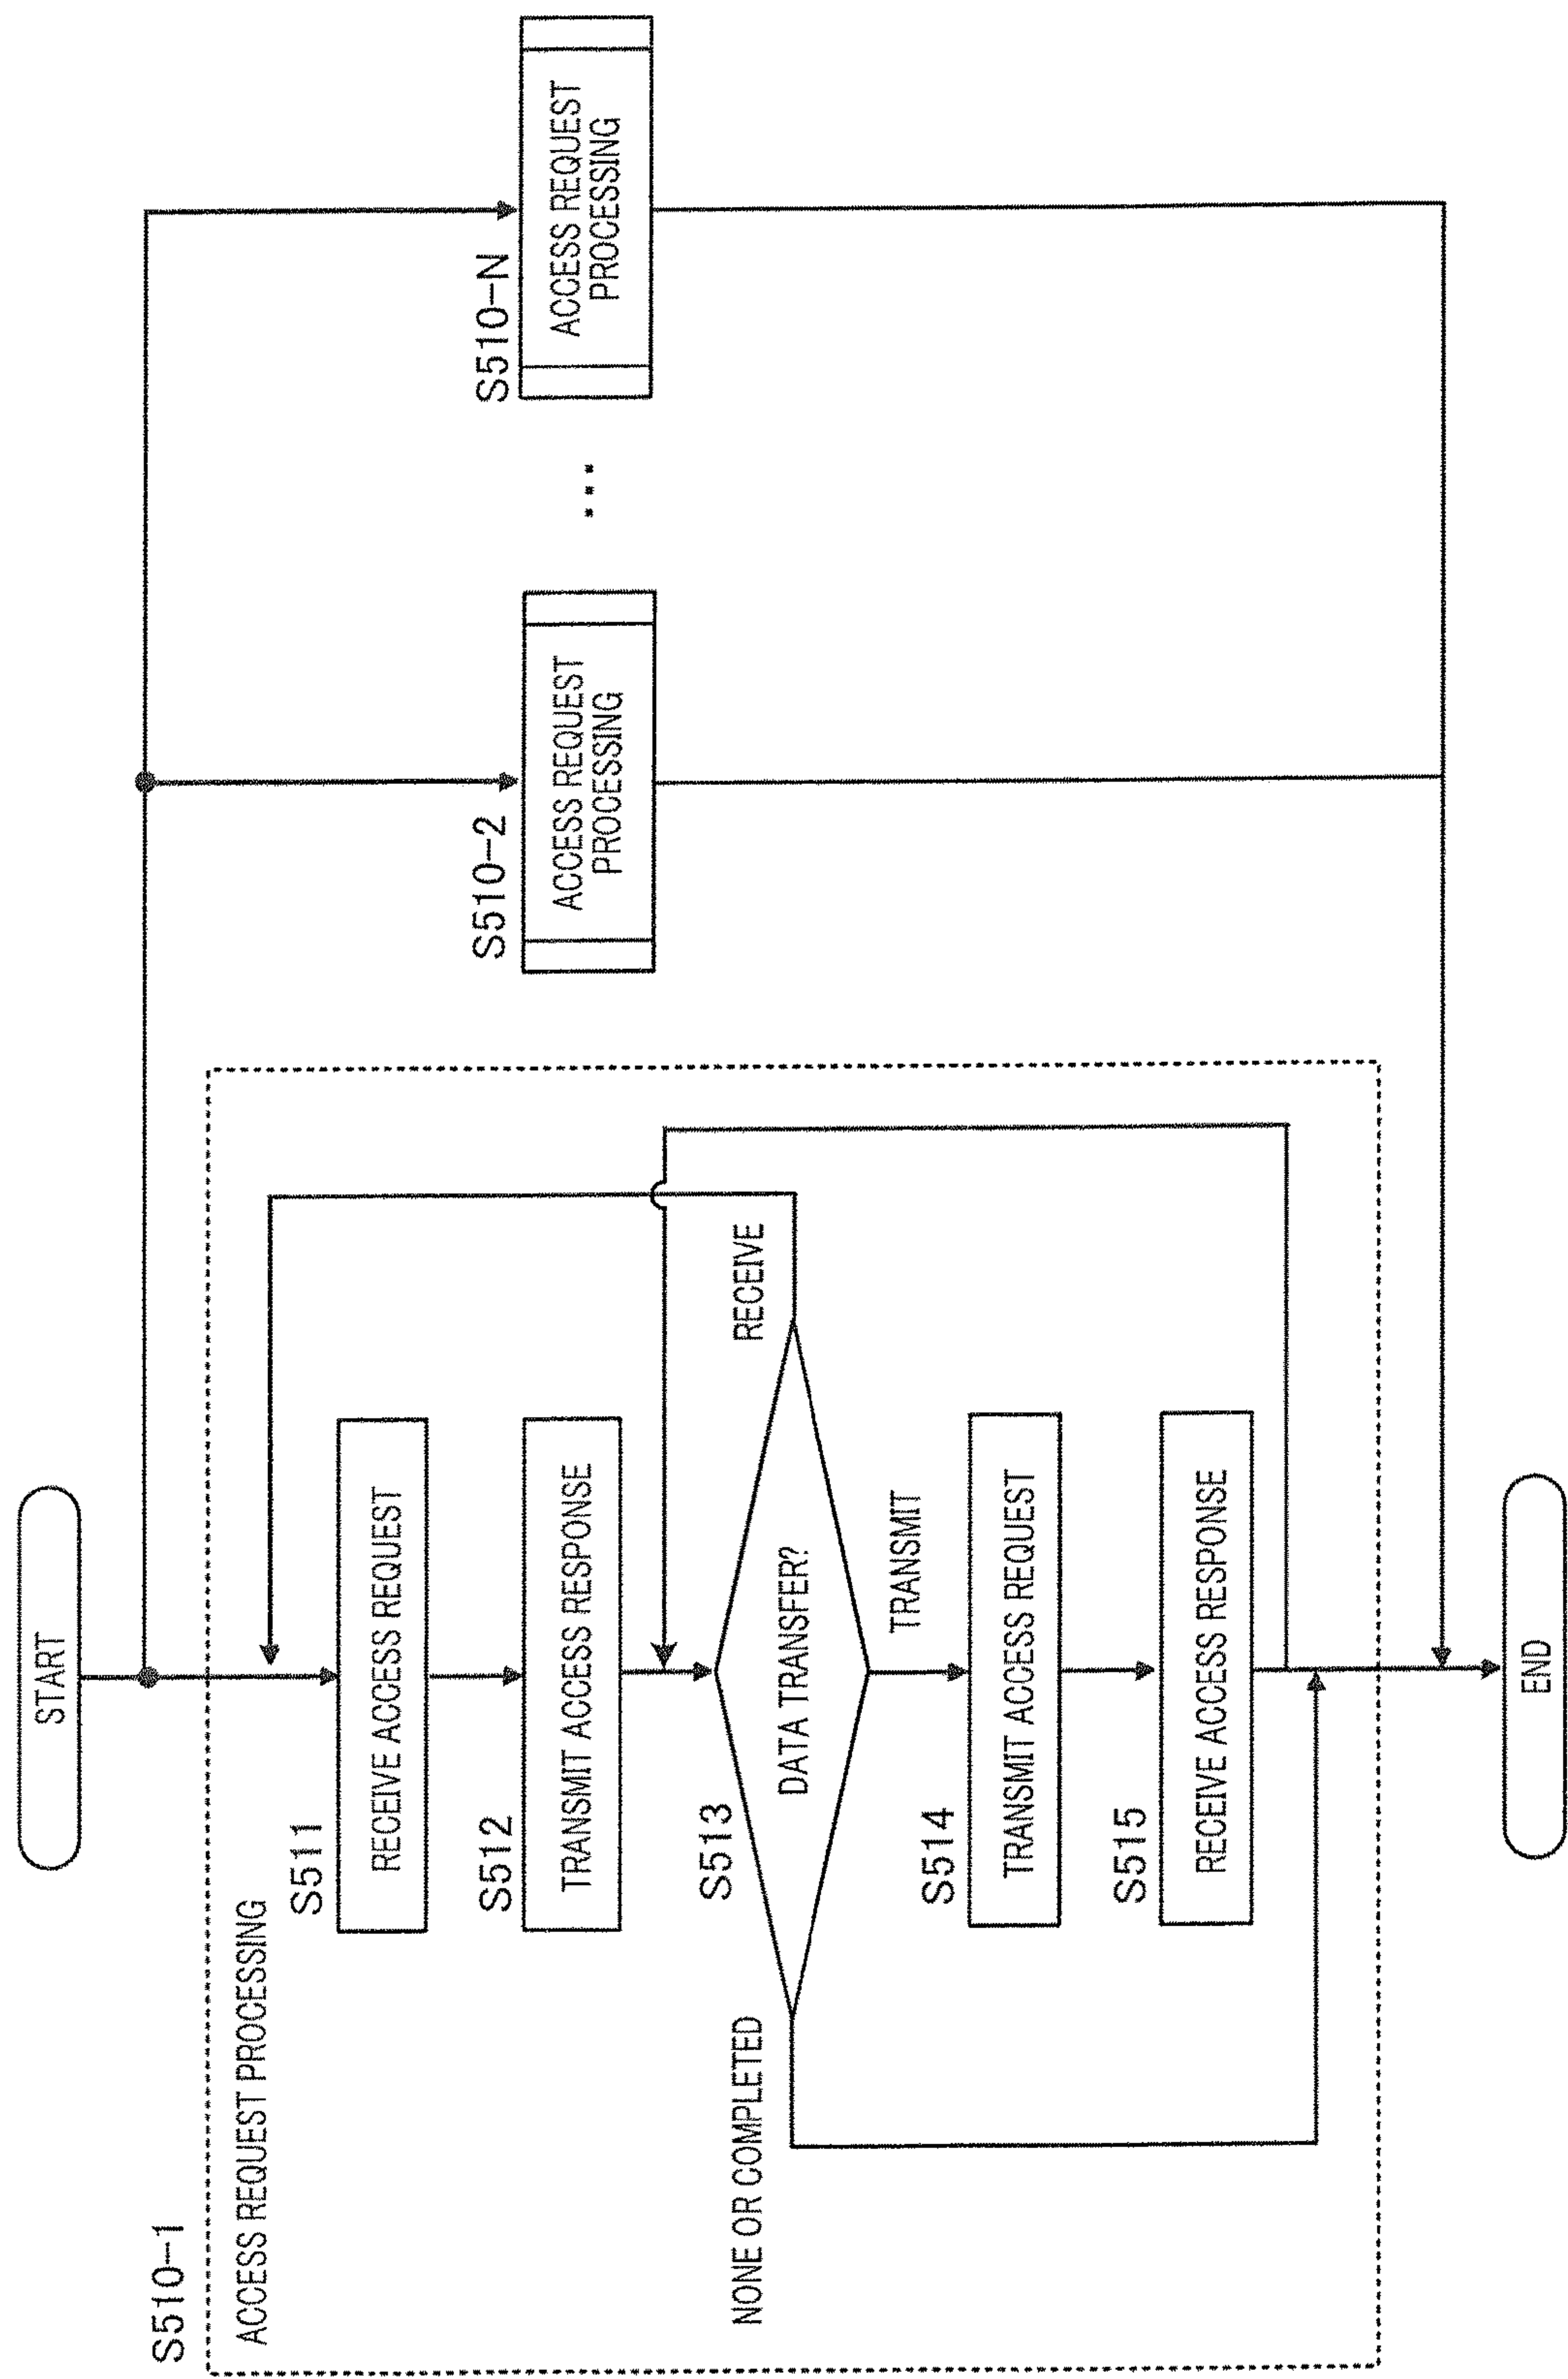 START
S510-1
ACCESS REQUEST PROCESSING
S511
RECEIVE ACCESS REQUEST
S512
TRANSMIT ACCESS RESPONSE
S513
DATA TRANSFER?
NONE OR COMPLETED
RECEIVE
TRANSMIT
S514
TRANSMIT ACCESS REQUEST
S515
RECEIVE ACCESS RESPONSE
S510-2
ACCESS REQUEST
PROCESSING
...
S510-N
ACCESS REQUEST
PROCESSING
END